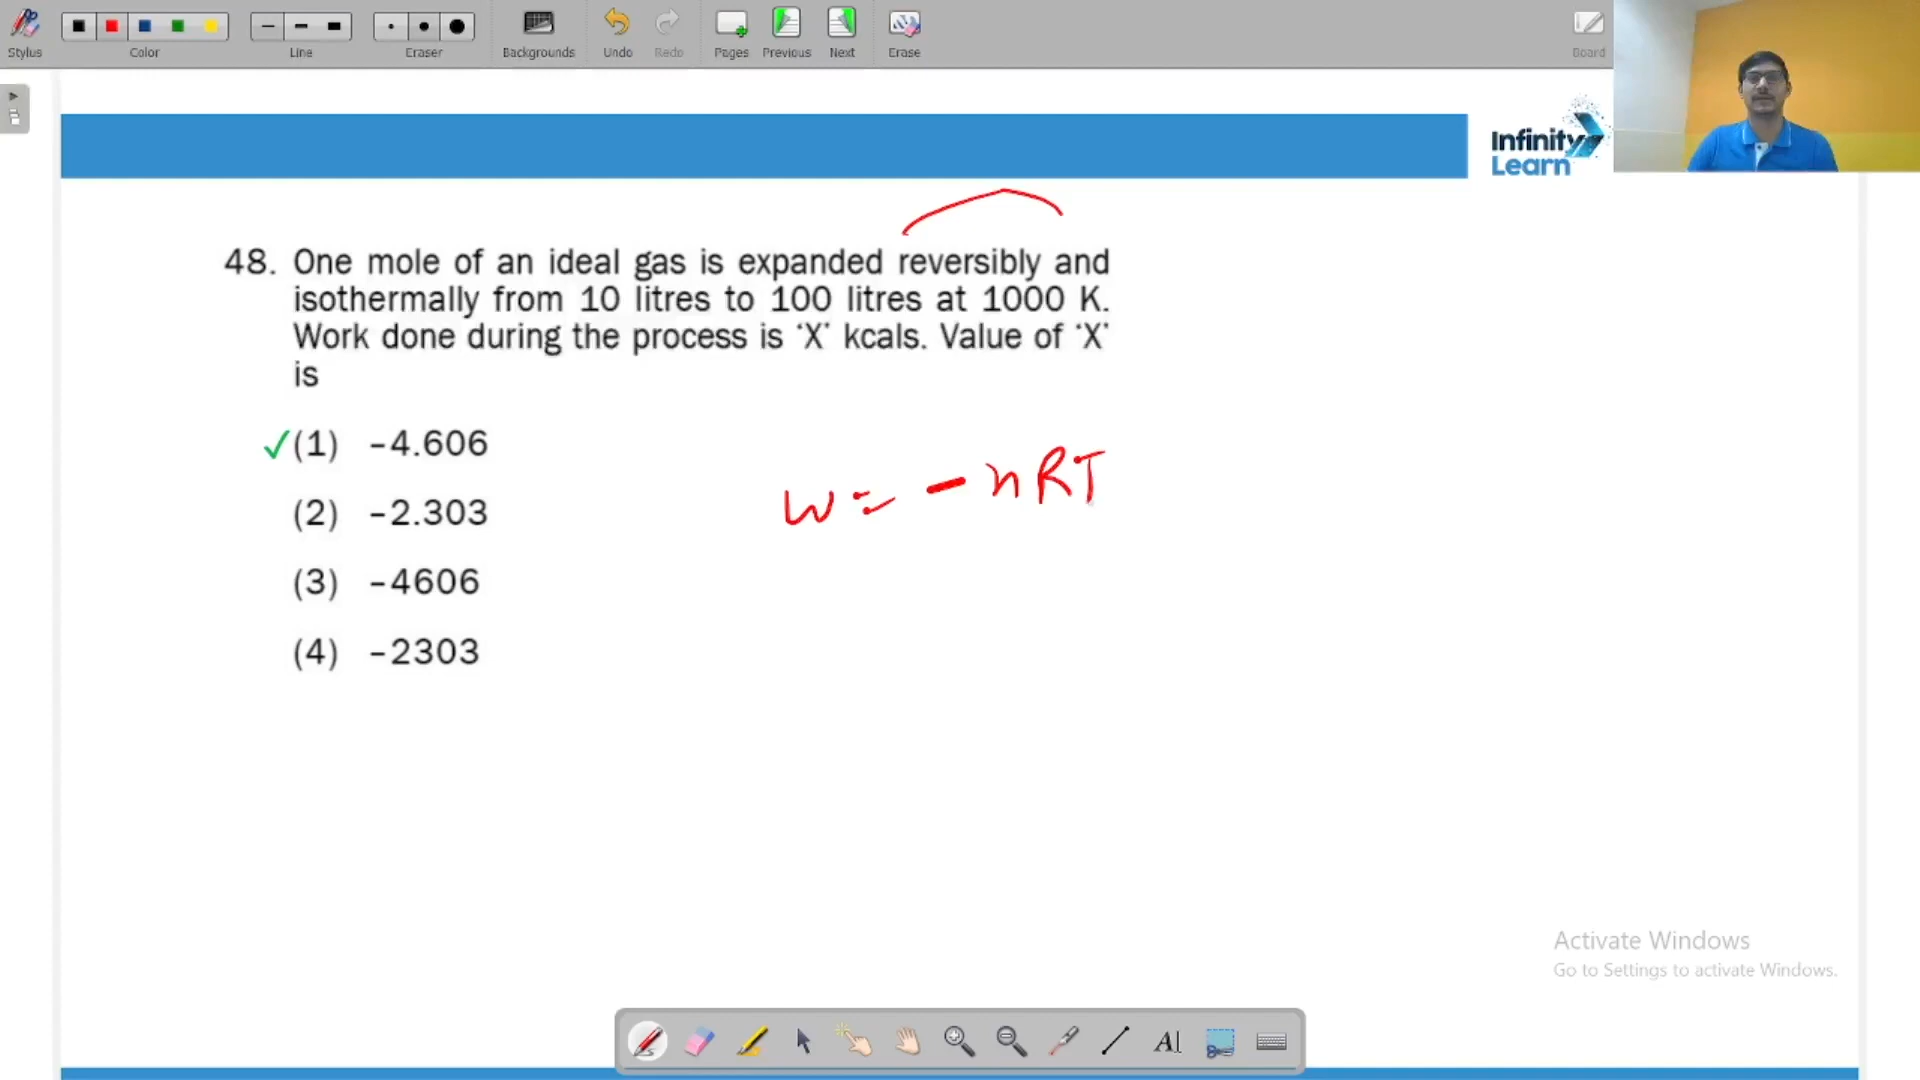 Stylus
Color
Line
Eraser
Backgrounds
Undo
Redo
Pages
Previous
Next
Erase
Board
Infinity
Learn
48. One mole of an ideal gas is expanded reversibly and
isothermally from 10 litres to 100 litres at 1000 K.
Work done during the process is ‘X’ kcals. Value of ‘X’
is
✓(1) -4.606
(2) -2.303
(3) -4606
(4) -2303
w = - nRT
Activate Windows
Go to Settings to activate Windows.
AI